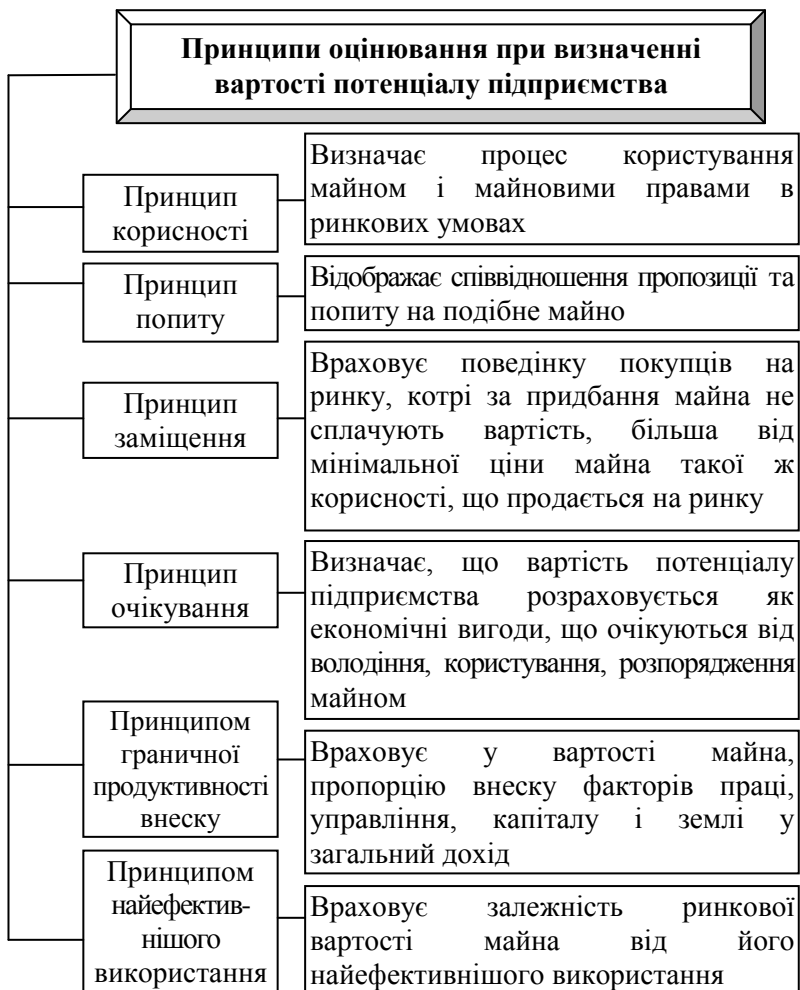 Принципи оцінювання при визначенні
вартості потенціалу підприємства
Принцип
корисності
Визначає процес користування
майном і майновими правами в
ринкових умовах
Принцип
попиту
Відображає співвідношення пропозиції та
попиту на подібне майно
Принцип
заміщення
Враховує поведінку покупців на
ринку, котрі за придбання майна не
сплачують вартість, більша від
мінімальної ціни майна такої ж
корисності, що продається на ринку
Принцип
очікування
Визначає, що вартість потенціалу
підприємства розраховується як
економічні вигоди, що очікуються від
володіння, користування, розпорядження
майном
Принципом
граничної
продуктивності
внеску
Враховує у вартості майна,
пропорцію внеску факторів праці,
управління, капіталу і землі у
загальний дохід
Принципом
найефектив-
нішого
використання
Враховує залежність ринкової
вартості майна від його
найефективнішого використання